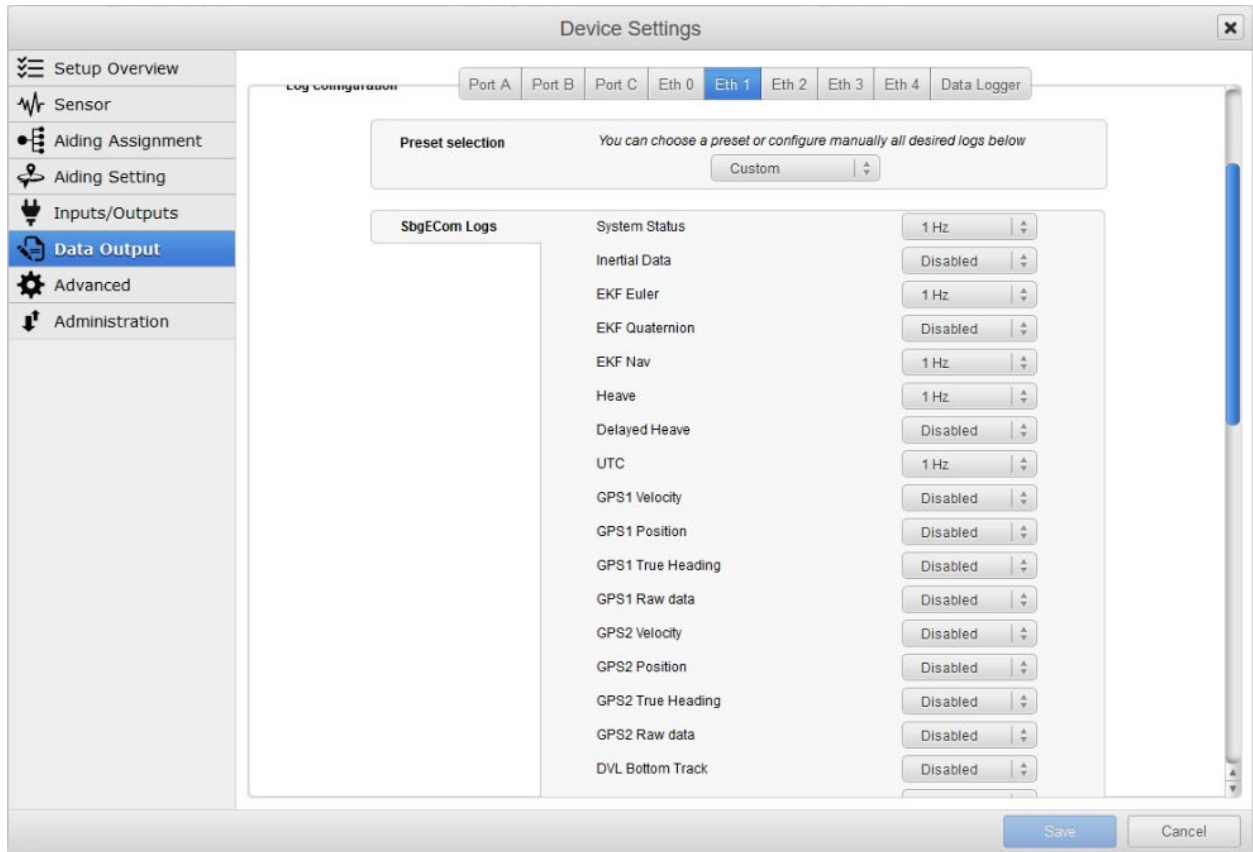 Device Settings
Setup Overview
Sensor
Aiding Assignment
Aiding Setting
Inputs/Outputs
Data Output
Advanced
Administration
Log Configuration
Port A Port B Port C Eth 0 Eth 1 Eth 2 Eth 3 Eth 4 Data Logger
Preset selection
You can choose a preset or configure manually all desired logs below
Custom
SbgECom Logs
System Status 1 Hz
Inertial Data Disabled
EKF Euler 1 Hz
EKF Quaternion Disabled
EKF Nav 1 Hz
Heave 1 Hz
Delayed Heave Disabled
UTC 1 Hz
GPS1 Velocity Disabled
GPS1 Position Disabled
GPS1 True Heading Disabled
GPS1 Raw data Disabled
GPS2 Velocity Disabled
GPS2 Position Disabled
GPS2 True Heading Disabled
GPS2 Raw data Disabled
DVL Bottom Track Disabled
Save Cancel